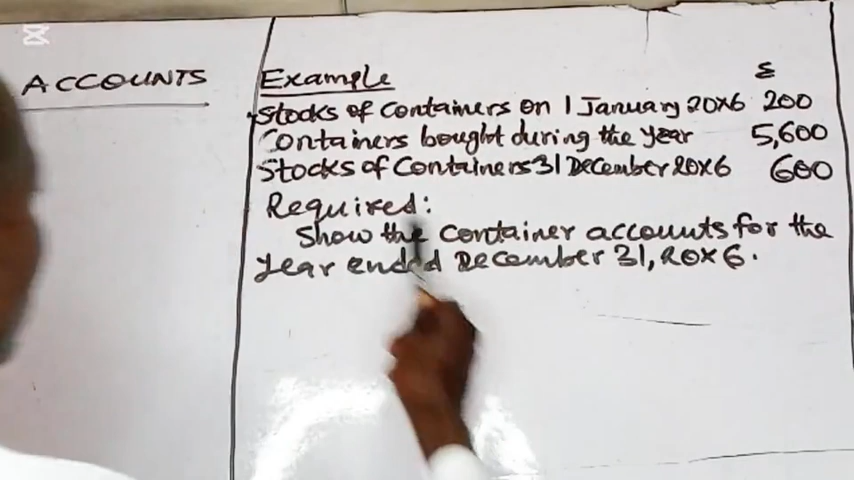 ACCOUNTS
Example
£
Stocks of Containers on 1 January 20x6 200
Containers bought during the year 5,600
Stocks of Containers 31 December 20x6 600
Required:
Show the container accounts for the
year ended December 31, 20x6.